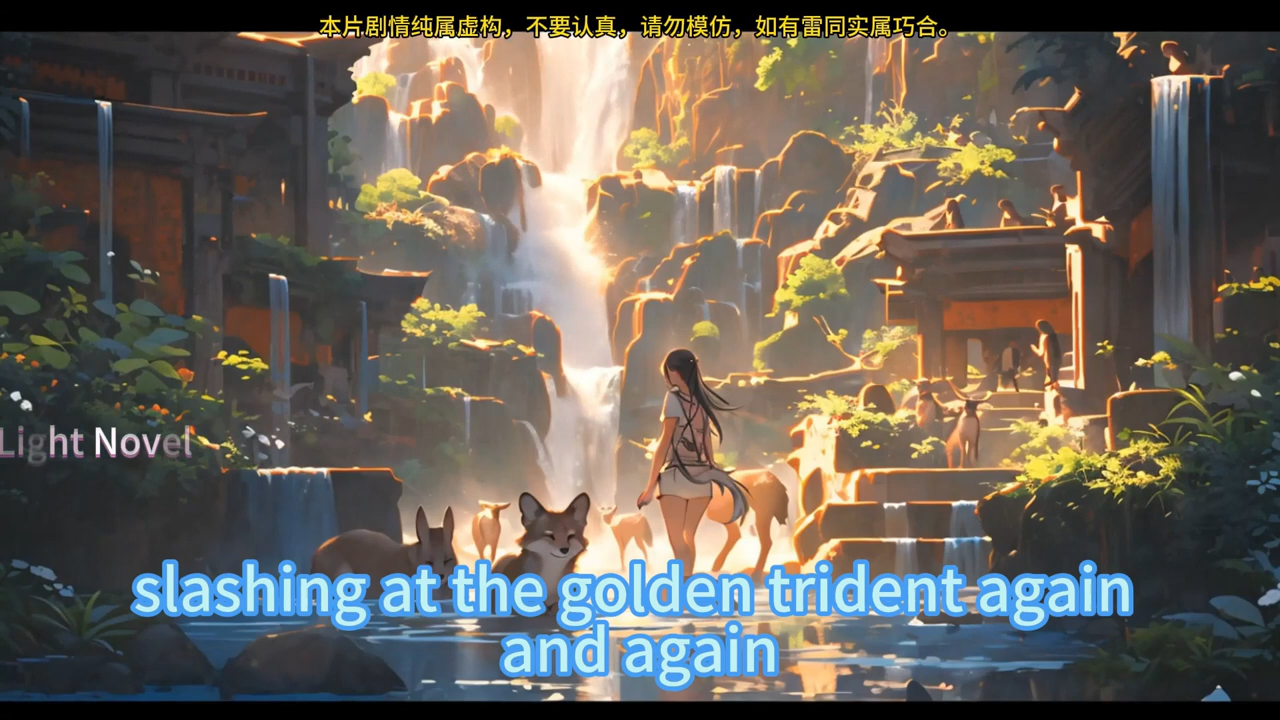 本片剧情纯属虚构，不要认真，请勿模仿，如有雷同实属巧合。
Light Novel
slashing at the golden trident again
and again